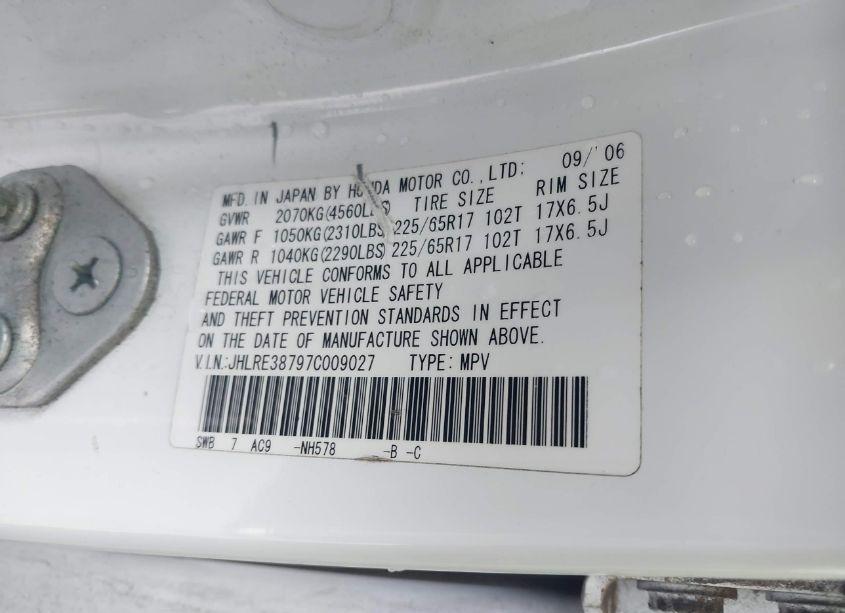 MFD. IN JAPAN BY HONDA MOTOR CO.,LTD: 09/'06
GVWR 2070KG(4560LBS) TIRE SIZE RIM SIZE
GAWR F 1050KG(2310LBS) 225/65R17 102T 17X6.5J
GAWR R 1040KG(2290LBS) 225/65R17 102T 17X6.5J
THIS VEHICLE CONFORMS TO ALL APPLICABLE
FEDERAL MOTOR VEHICLE SAFETY
AND THEFT PREVENTION STANDARDS IN EFFECT
ON THE DATE OF MANUFACTURE SHOWN ABOVE.
V.I.N.:JHLRE38797C009027 TYPE: MPV
SWB 7 AC9 -NH578 -B -C